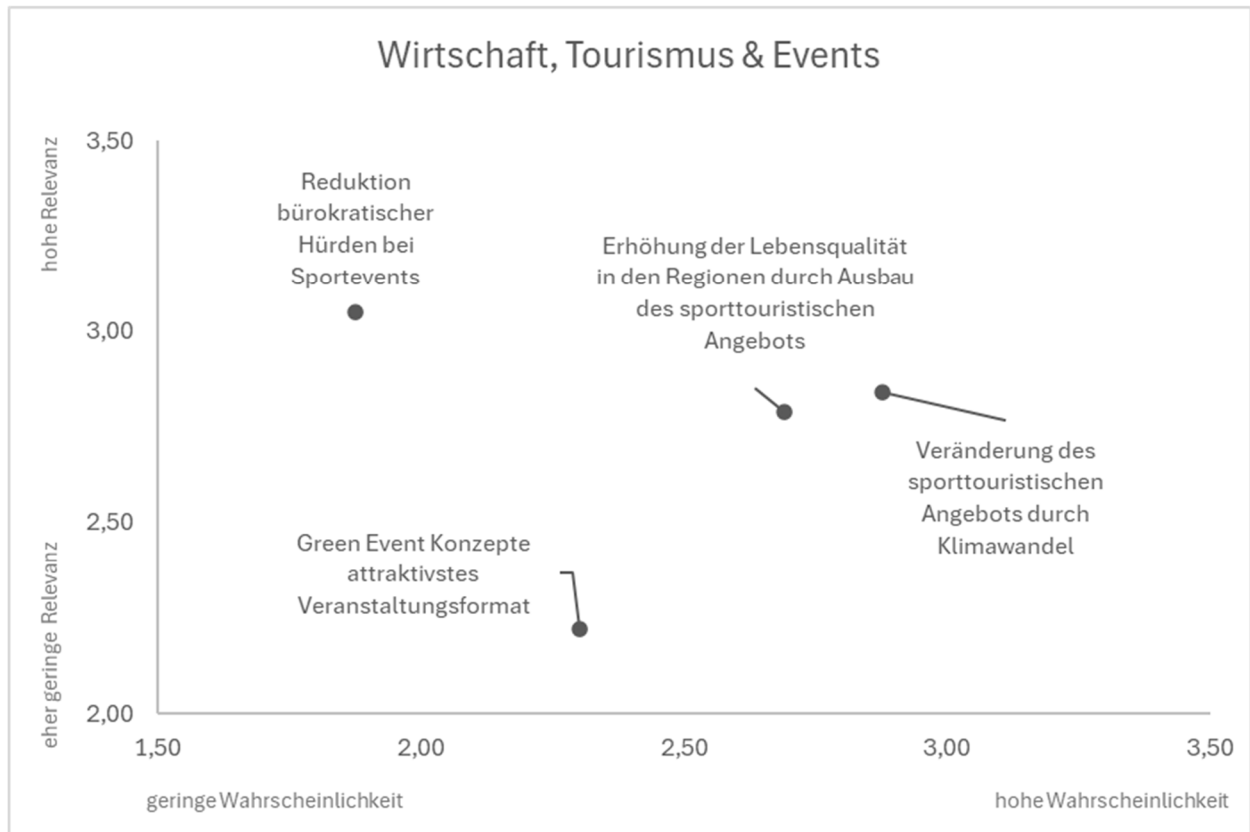 Wirtschaft, Tourismus & Events
hohe Relevanz
eher geringe Relevanz
3,50
3,00
2,50
2,00
Reduktion
bürokratischer
Hürden bei
Sportevents
Erhöhung der Lebensqualität
in den Regionen durch Ausbau
des sporttouristischen
Angebots
Veränderung des
sporttouristischen
Angebots durch
Klimawandel
Green Event Konzepte
attraktivstes
Veranstaltungsformat
1,50
2,00
2,50
3,00
3,50
geringe Wahrscheinlichkeit
hohe Wahrscheinlichkeit